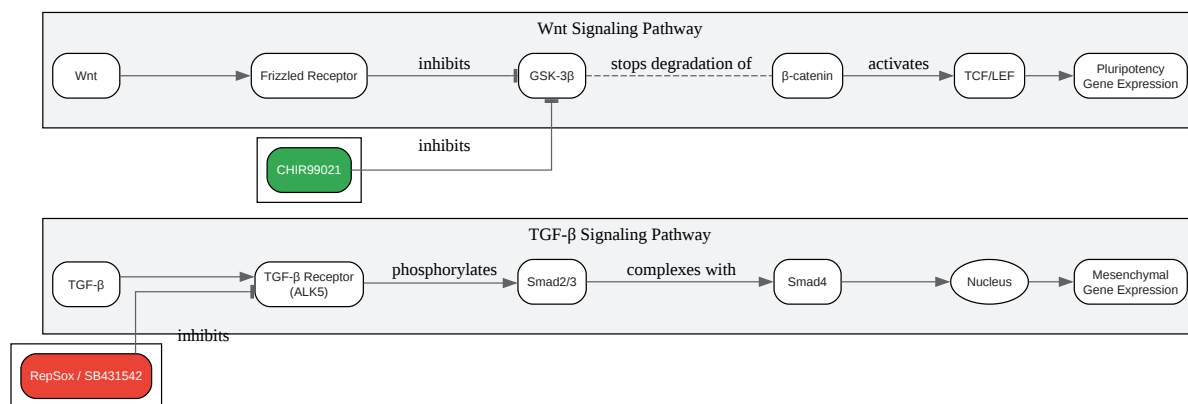 Wnt Signaling Pathway
Wnt
Frizzled Receptor
inhibits
GSK-3β
stops degradation of
β-catenin
activates
TCF/LEF
Pluripotency
Gene Expression
CHIR99021
inhibits
TGF-β Signaling Pathway
TGF-β
TGF-β Receptor
(ALK5)
phosphorylates
Smad2/3
complexes with
Smad4
Nucleus
Mesenchymal
Gene Expression
inhibits
RepSox / SB431542